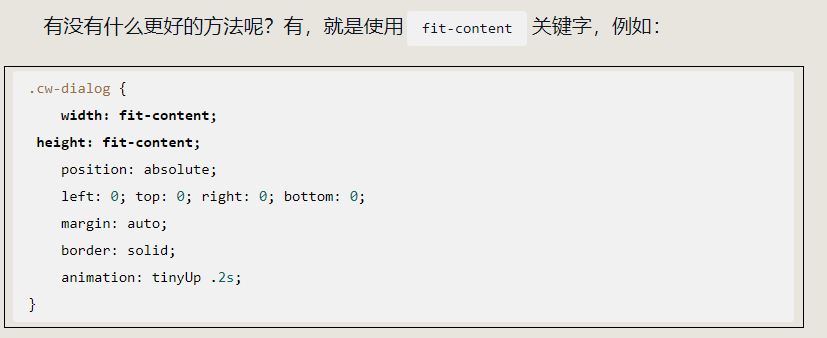 有没有什么更好的方法呢？有，就是使用 fit-content 关键字，例如：
.cw-dialog {
    width: fit-content;
 height: fit-content;
    position: absolute;
    left: 0; top: 0; right: 0; bottom: 0;
    margin: auto;
    border: solid;
    animation: tinyUp .2s;
}